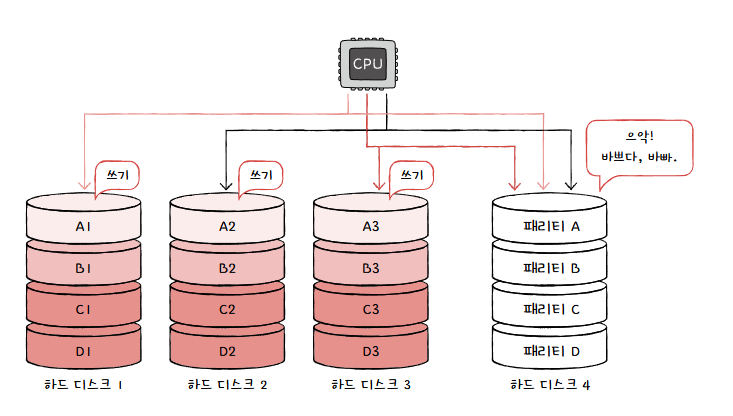 CPU
으악!
바쁘다, 바빠.
쓰기
쓰기
쓰기
A1
A2
A3
패리티 A
B1
B2
B3
패리티 B
C1
C2
C3
패리티 C
D1
D2
D3
패리티 D
하드 디스크 1
하드 디스크 2
하드 디스크 3
하드 디스크 4